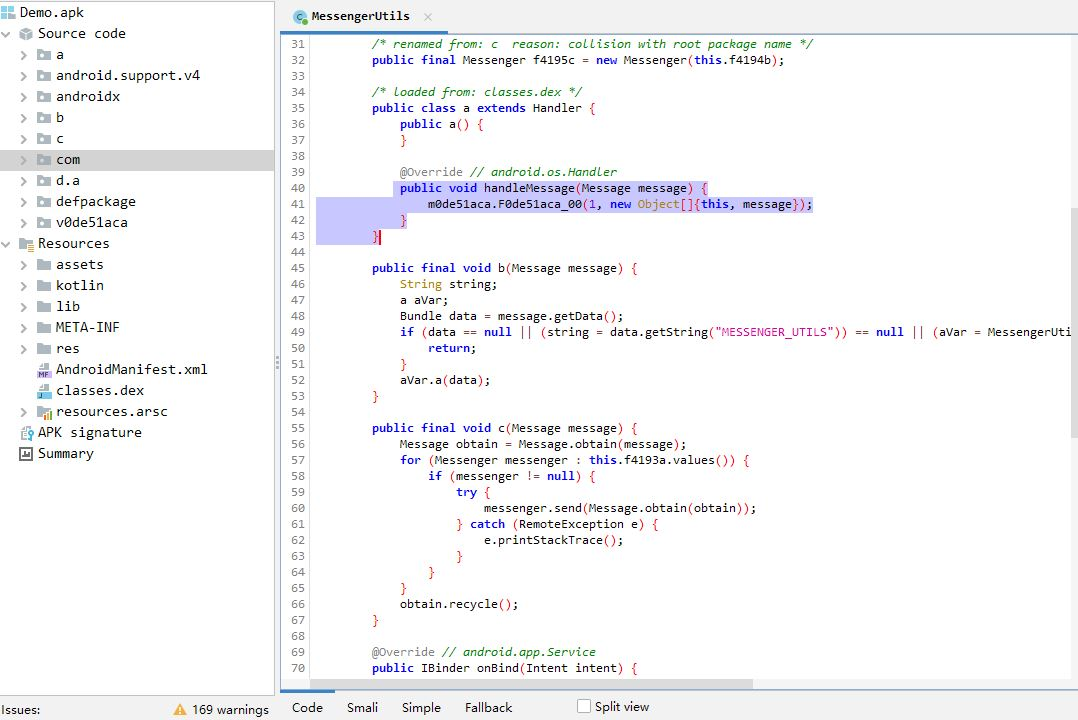 Demo.apk
Source code
a
android.support.v4
androidx
b
c
com
d.a
defpackage
v0de51aca
Resources
assets
kotlin
lib
META-INF
res
AndroidManifest.xml
classes.dex
resources.arsc
APK signature
Summary
Issues:
169 warnings
MessengerUtils
31 /* renamed from: c reason: collision with root package name */
32 public final Messenger f4195c = new Messenger(this.f4194b);
33
34 /* loaded from: classes.dex */
35 public class a extends Handler {
36 public a() {
37 }
38
39 @Override // android.os.Handler
40 public void handleMessage(Message message) {
41 m0de51aca.F0de51aca_00(1, new Object[]{this, message});
42 }
43 }
44
45 public final void b(Message message) {
46 String string;
47 a aVar;
48 Bundle data = message.getData();
49 if (data == null || (string = data.getString("MESSENGER_UTILS")) == null || (aVar = MessengerUti
50 return;
51 }
52 aVar.a(data);
53 }
54
55 public final void c(Message message) {
56 Message obtain = Message.obtain(message);
57 for (Messenger messenger : this.f4193a.values()) {
58 if (messenger != null) {
59 try {
60 messenger.send(Message.obtain(obtain));
61 } catch (RemoteException e) {
62 e.printStackTrace();
63 }
64 }
65 }
66 obtain.recycle();
67 }
68
69 @Override // android.app.Service
70 public IBinder onBind(Intent intent) {
Code Smali Simple Fallback Split view